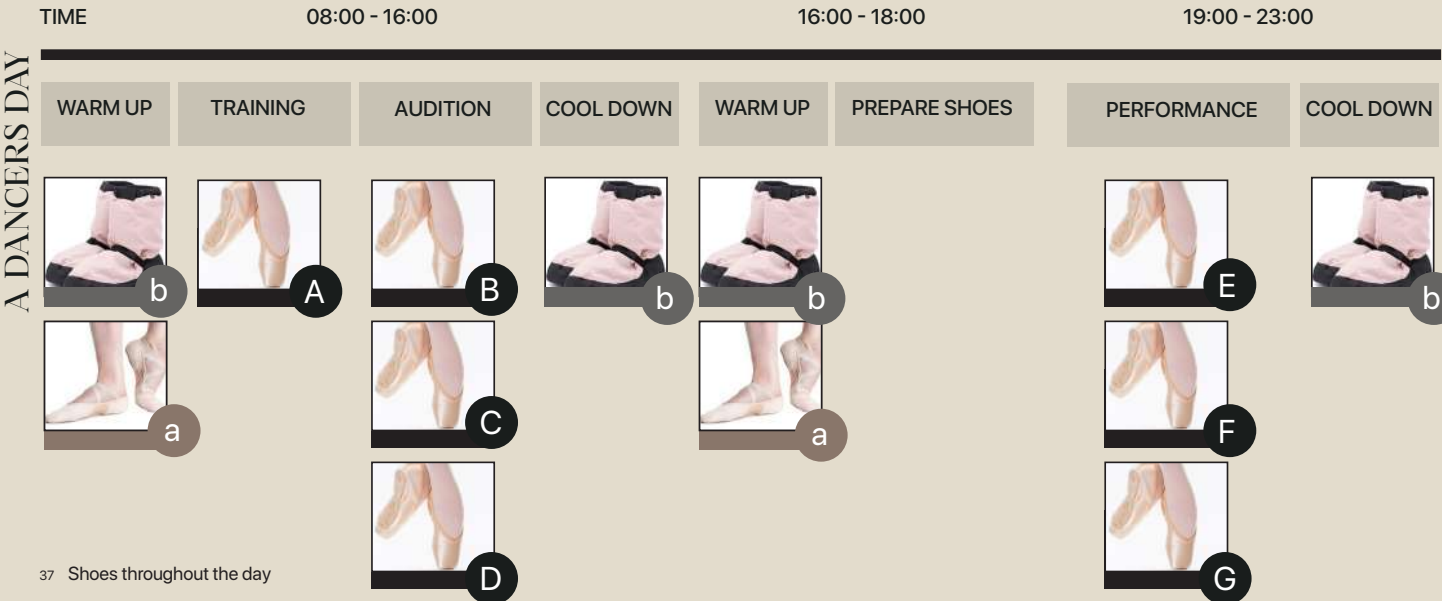 TIME 08:00 - 16:00 16:00 - 18:00 19:00 - 23:00
A DANCERS DAY
WARM UP TRAINING AUDITION COOL DOWN WARM UP PREPARE SHOES PERFORMANCE COOL DOWN
b A B b b E b
a C a F
D G
37 Shoes throughout the day